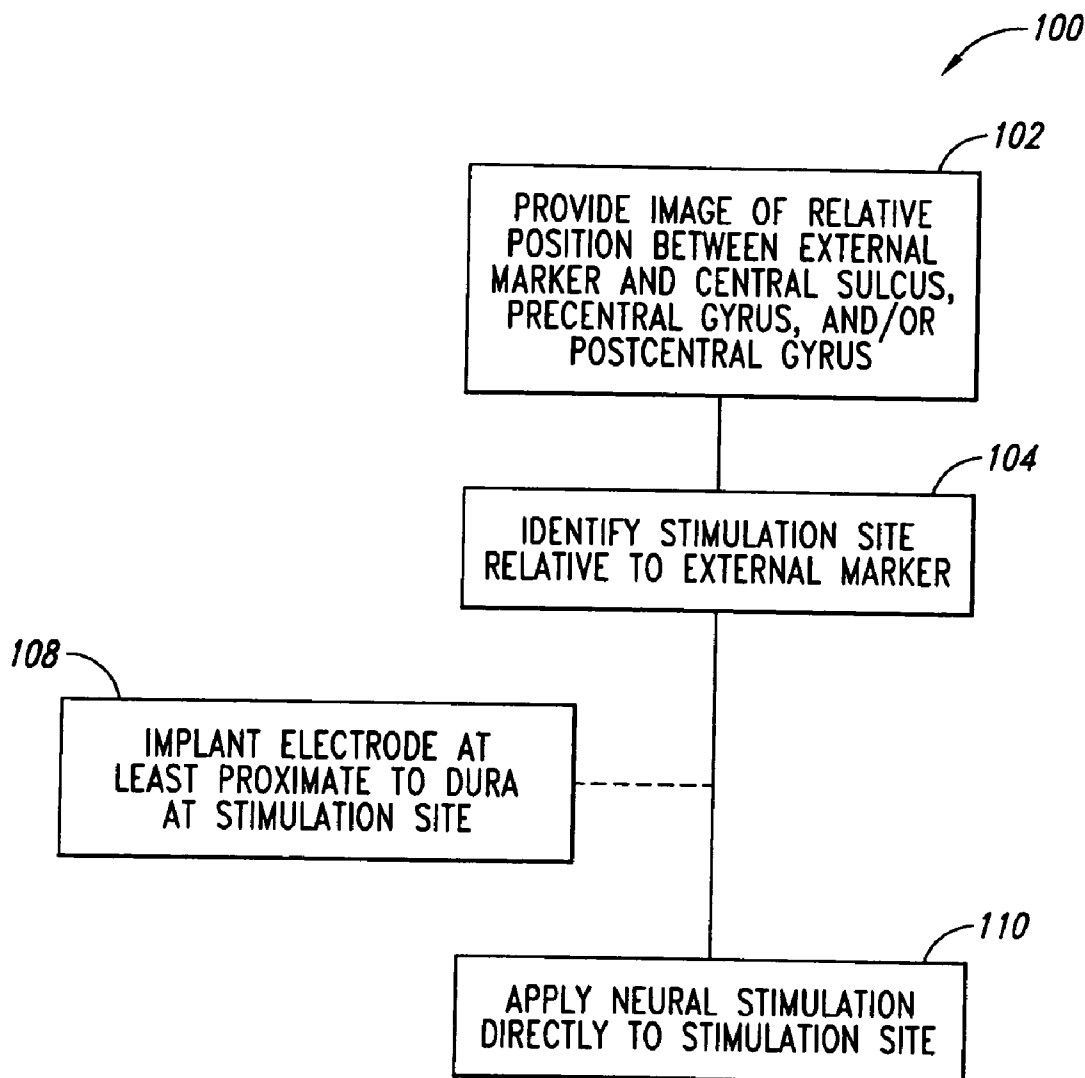 100
102
PROVIDE IMAGE OF RELATIVE
POSITION BETWEEN EXTERNAL
MARKER AND CENTRAL SULCUS,
PRECENTRAL GYRUS, AND/OR
POSTCENTRAL GYRUS
104
IDENTIFY STIMULATION SITE
RELATIVE TO EXTERNAL MARKER
108
IMPLANT ELECTRODE AT
LEAST PROXIMATE TO DURA
AT STIMULATION SITE
110
APPLY NEURAL STIMULATION
DIRECTLY TO STIMULATION SITE